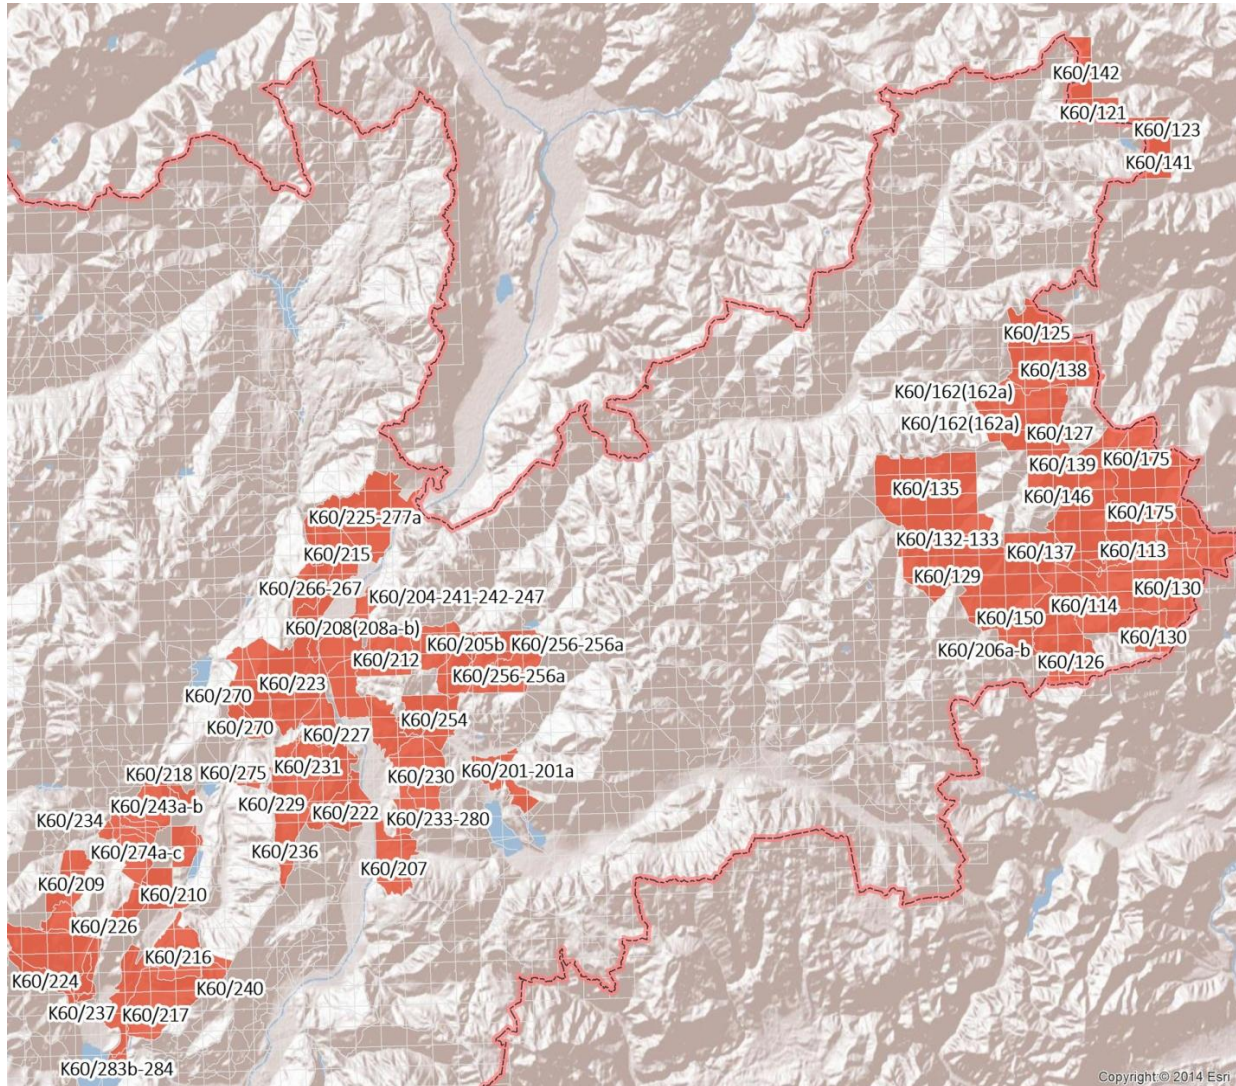 K60/142
K60/121
K60/123
K60/141
K60/125
K60/138
K60/162(162a)
K60/162(162a)
K60/127
K60/139
K60/175
K60/135
K60/146
K60/175
K60/225-277a
K60/132-133
K60/137
K60/113
K60/215
K60/129
K60/130
K60/266-267
K60/204-241-242-247
K60/114
K60/150
K60/208(208a-b)
K60/130
K60/205b
K60/256-256a
K60/206a-b
K60/212
K60/126
K60/256-256a
K60/223
K60/270
K60/254
K60/270
K60/227
K60/231
K60/218
K60/275
K60/230
K60/201-201a
K60/243a-b
K60/229
K60/222
K60/233-280
K60/234
K60/274a-c
K60/236
K60/207
K60/209
K60/210
K60/226
K60/216
K60/224
K60/240
K60/237
K60/217
K60/283b-284
Copyright:© 2014 Esri